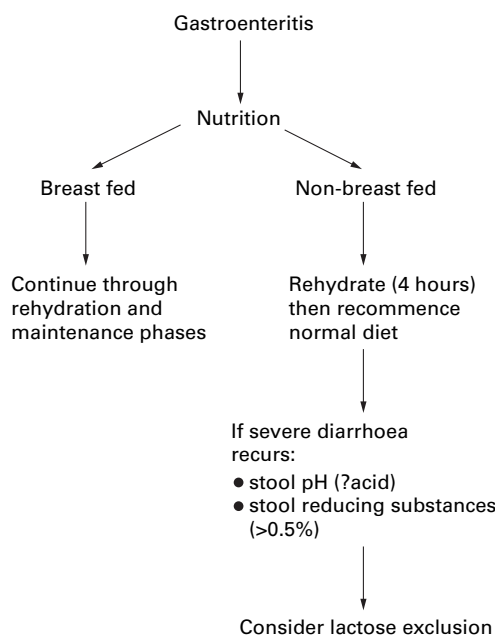 Gastroenteritis
Nutrition
Breast fed
Non-breast fed
Continue through
rehydration and
maintenance phases
Rehydrate (4 hours)
then recommence
normal diet
If severe diarrhoea
recurs:
● stool pH (?acid)
● stool reducing substances
(>0.5%)
Consider lactose exclusion